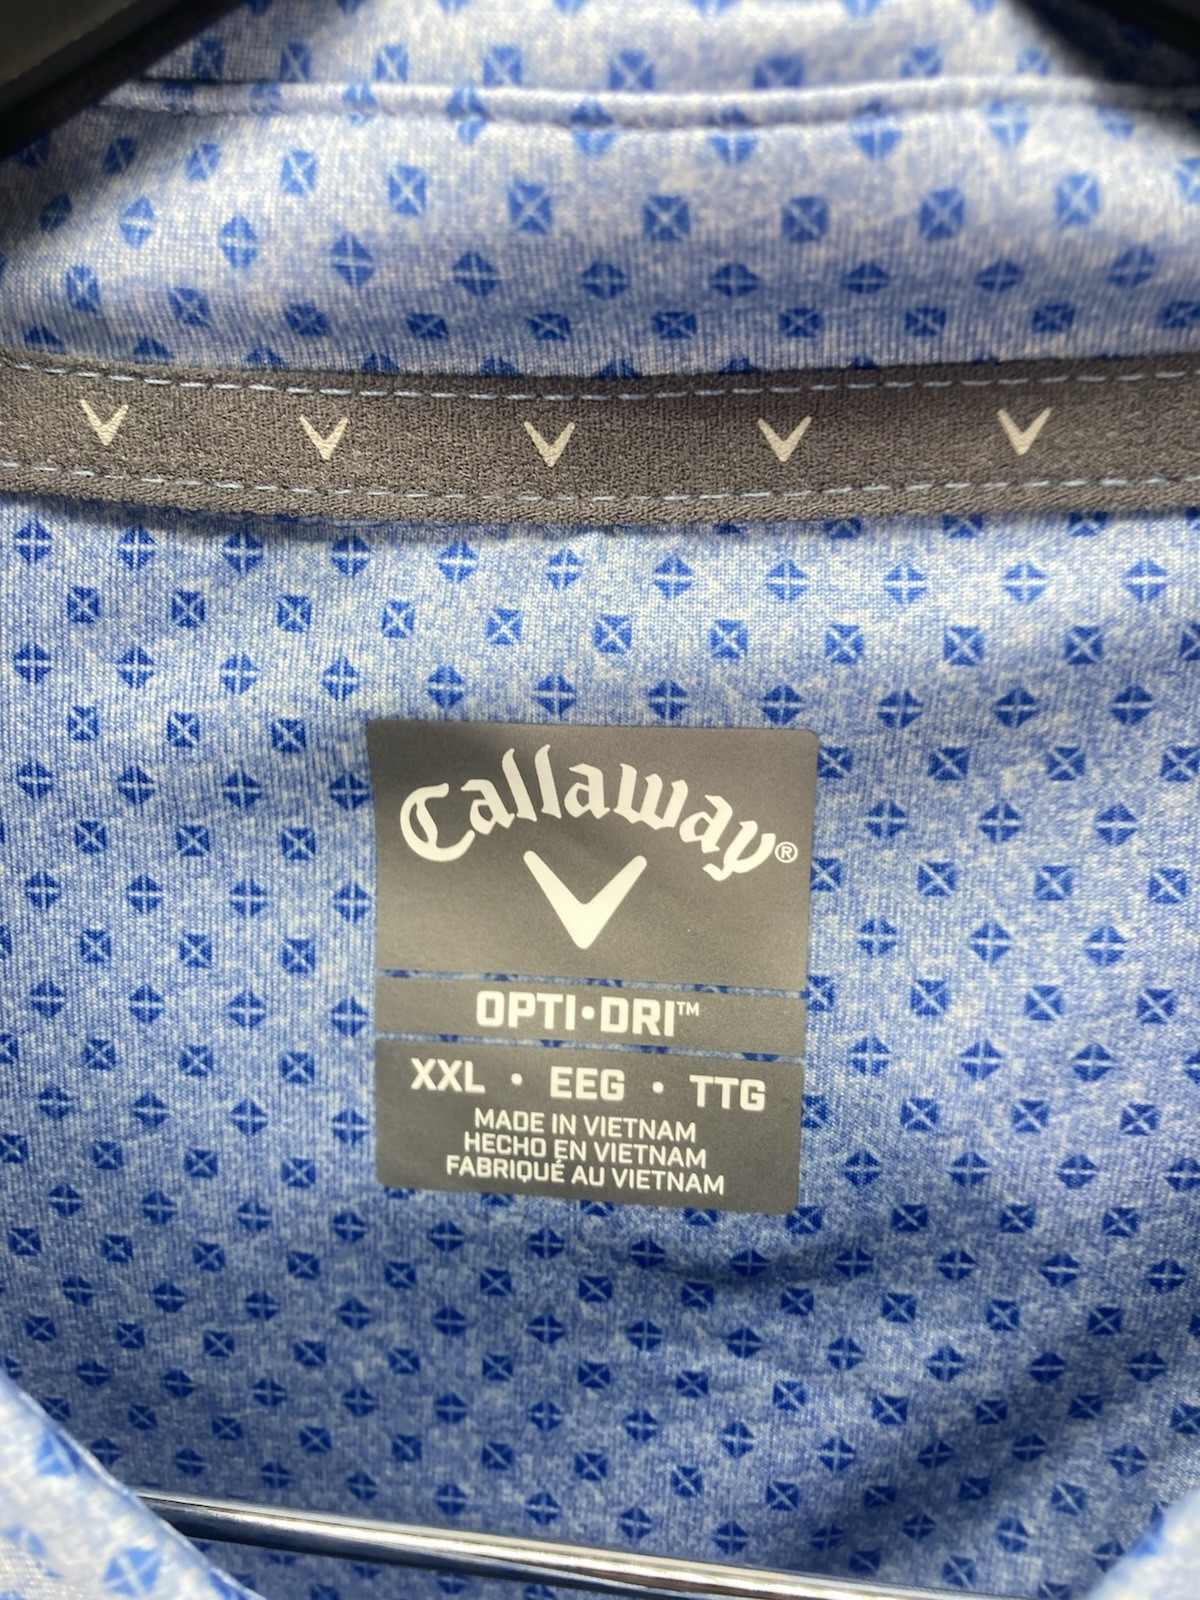 Callaway®
OPTI•DRI™
XXL • EEG • TTG
MADE IN VIETNAM
HECHO EN VIETNAM
FABRIQUÉ AU VIETNAM